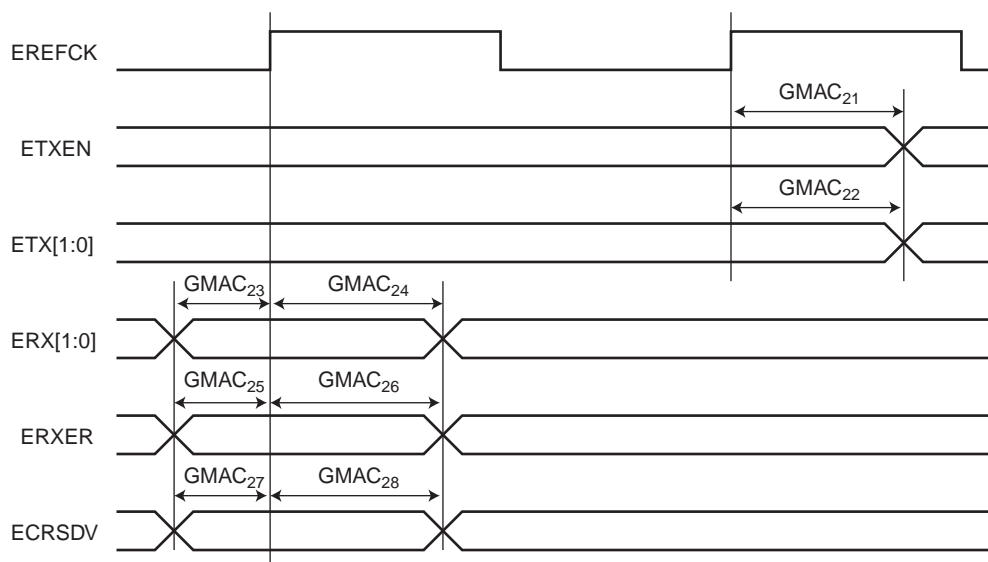 EREFCK
GMAC21
ETXEN
GMAC22
ETX[1:0]
GMAC23 GMAC24
ERX[1:0]
GMAC25 GMAC26
ERXER
GMAC27 GMAC28
ECRSDV